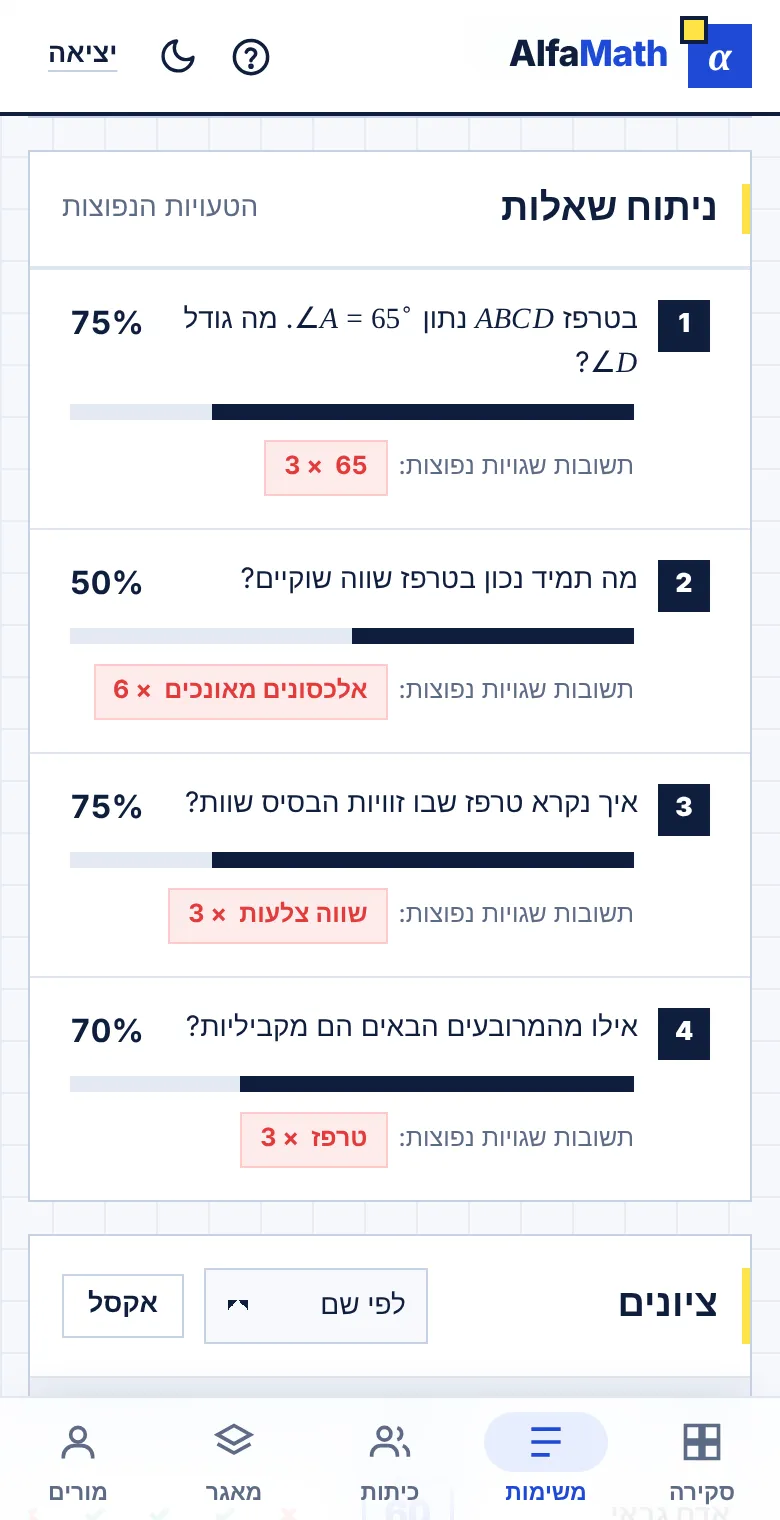 α AlfaMath יציאה
ניתוח שאלות הטעויות הנפוצות
1 בטרפז ABCD נתון ∠A = 65°. מה גודל 75%
∠D?
תשובות שגויות נפוצות: 65 × 3
2 מה תמיד נכון בטרפז שווה שוקיים? 50%
תשובות שגויות נפוצות: אלכסונים מאונכים × 6
3 איך נקרא טרפז שבו זוויות הבסיס שוות? 75%
תשובות שגויות נפוצות: שווה צלעות × 3
4 אילו מהמרובעים הבאים הם מקביליות? 70%
תשובות שגויות נפוצות: טרפז × 3
ציונים לפי שם אקסל
סקירה משימות כיתות מאגר מורים